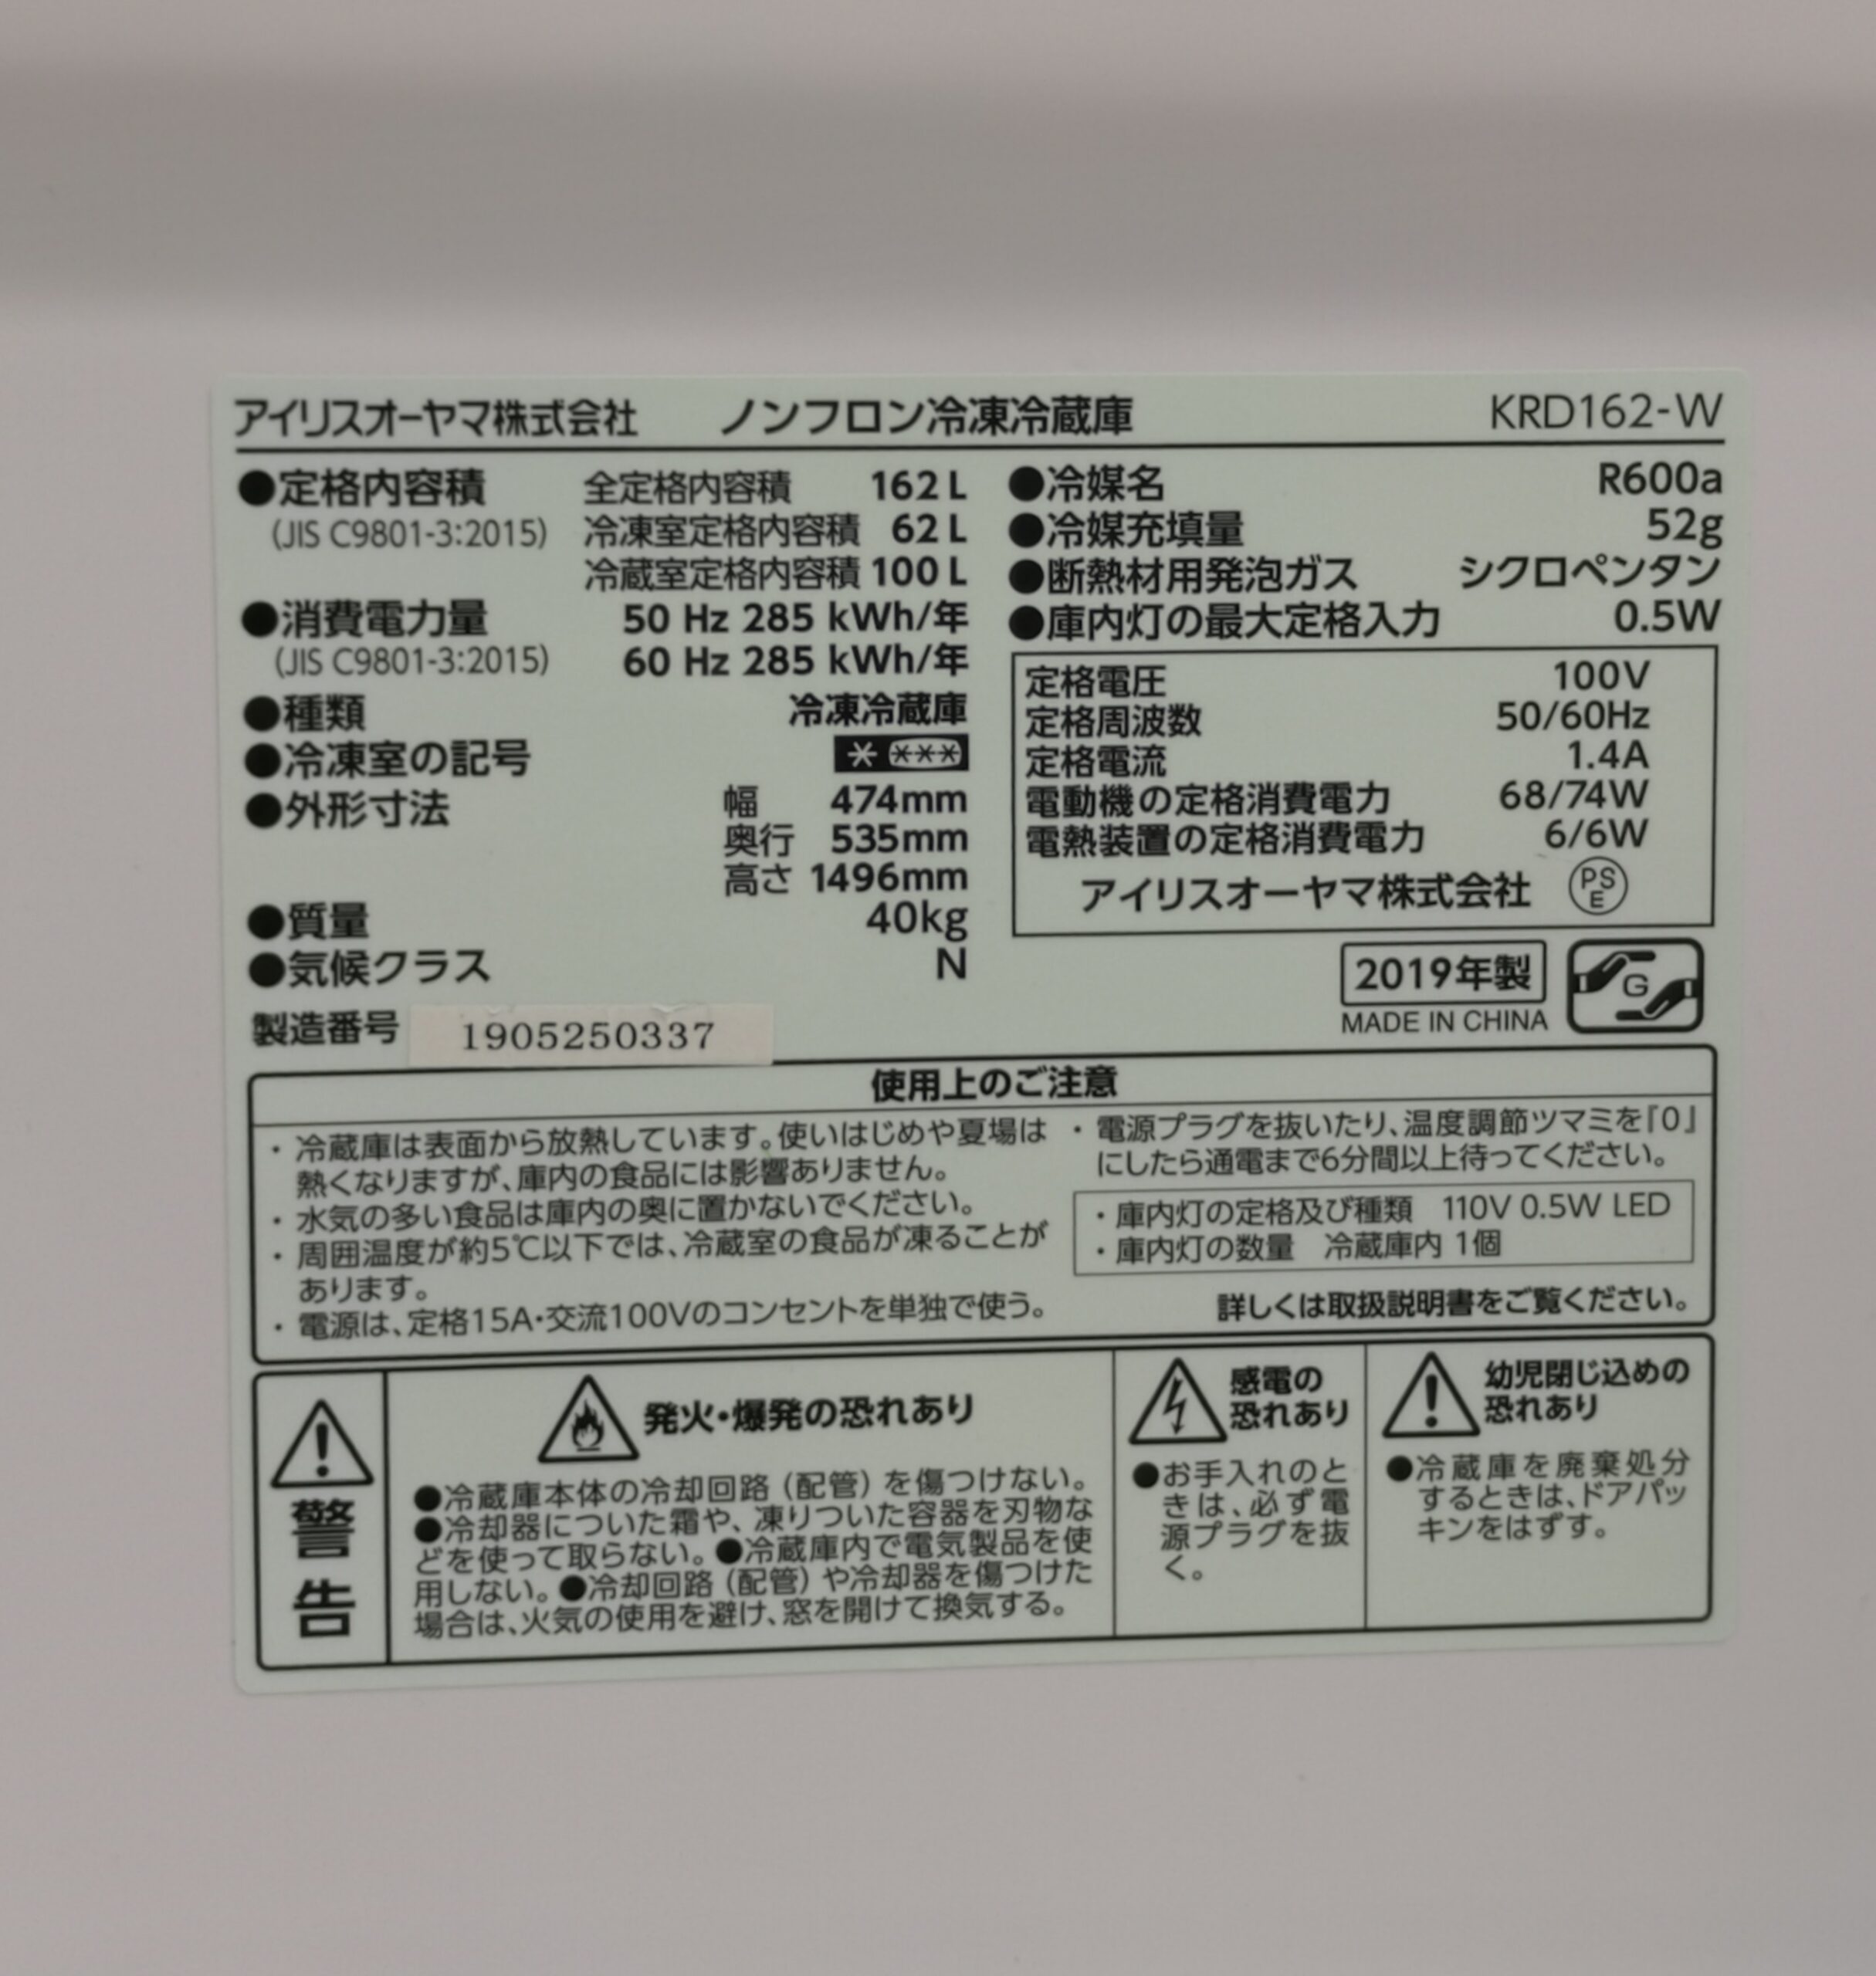 アイリスオーヤマ株式会社 ノンフロン冷凍冷蔵庫 KRD162-W
●定格内容積 全定格内容積 162 L
(JIS C9801-3:2015) 冷凍室定格内容積 62 L
冷蔵室定格内容積 100 L
●消費電力量 50 Hz 285 kWh/年
(JIS C9801-3:2015) 60 Hz 285 kWh/年
●種類 冷凍冷蔵庫
●冷凍室の記号 * ***
●外形寸法 幅 474mm
奥行 535mm
高さ 1496mm
●質量 40kg
●気候クラス N
製造番号 1905250337
●冷媒名 R600a
●冷媒充填量 52g
●断熱材用発泡ガス シクロペンタン
●庫内灯の最大定格入力 0.5W
定格電圧 100V
定格周波数 50/60Hz
定格電流 1.4A
電動機の定格消費電力 68/74W
電熱装置の定格消費電力 6/6W
アイリスオーヤマ株式会社 PS E
2019年製
MADE IN CHINA
G
使用上のご注意
・冷蔵庫は表面から放熱しています。使いはじめや夏場は
熱くなりますが、庫内の食品には影響ありません。
・水気の多い食品は庫内の奥に置かないでください。
・周囲温度が約5℃以下では、冷蔵室の食品が凍ることが
あります。
・電源は、定格15A・交流100Vのコンセントを単独で使う。
・電源プラグを抜いたり、温度調節ツマミを『0』
にしたら通電まで6分間以上待ってください。
・庫内灯の定格及び種類 110V 0.5W LED
・庫内灯の数量 冷蔵庫内 1個
詳しくは取扱説明書をご覧ください。
警
告
発火・爆発の恐れあり
●冷蔵庫本体の冷却回路（配管）を傷つけない。
●冷却器についた霜や、凍りついた容器を刃物な
どを使って取らない。●冷蔵庫内で電気製品を使
用しない。●冷却回路（配管）や冷却器を傷つけた
場合は、火気の使用を避け、窓を開けて換気する。
感電の
恐れあり
●お手入れのと
きは、必ず電
源プラグを抜
く。
幼児閉じ込めの
恐れあり
●冷蔵庫を廃棄処分
するときは、ドアパッ
キンをはずす。